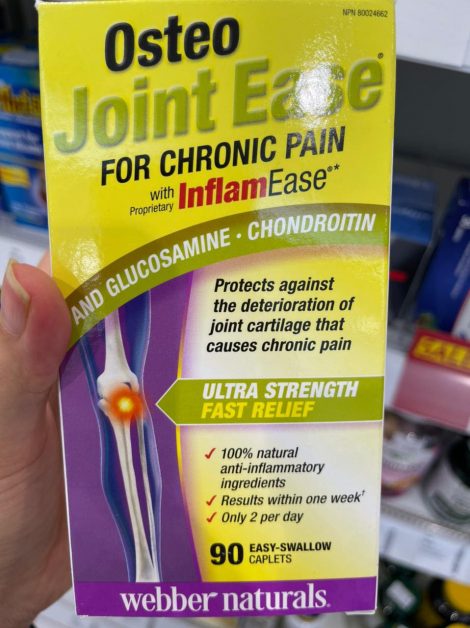 NPN 80024662
Osteo
Joint Ease®
FOR CHRONIC PAIN
with
Proprietary InflamEase®*
AND GLUCOSAMINE • CHONDROITIN
Protects against
the deterioration of
joint cartilage that
causes chronic pain
ULTRA STRENGTH
FAST RELIEF
✓ 100% natural
anti-inflammatory
ingredients
✓ Results within one week†
✓ Only 2 per day
90 EASY-SWALLOW
CAPLETS
webber naturals®